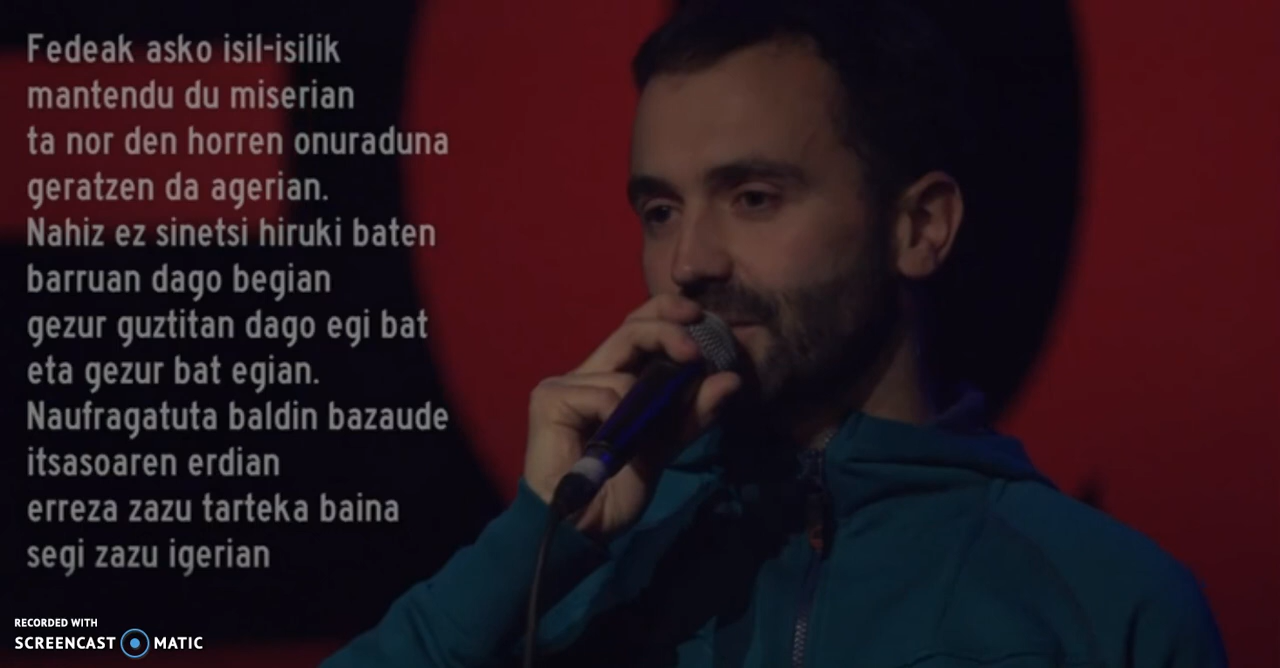 Fedeak asko isil-isilik
mantendu du miserian
ta nor den horren onuraduna
geratzen da agerian.
Nahiz ez sinetsi hiruki baten
barruan dago begian
gezur guztitan dago egi bat
eta gezur bat egian.
Naufragatuta baldin bazaude
itsasoaren erdian
erreza zazu tarteka baina
segi zazu igerian
RECORDED WITH
SCREENCAST MATIC